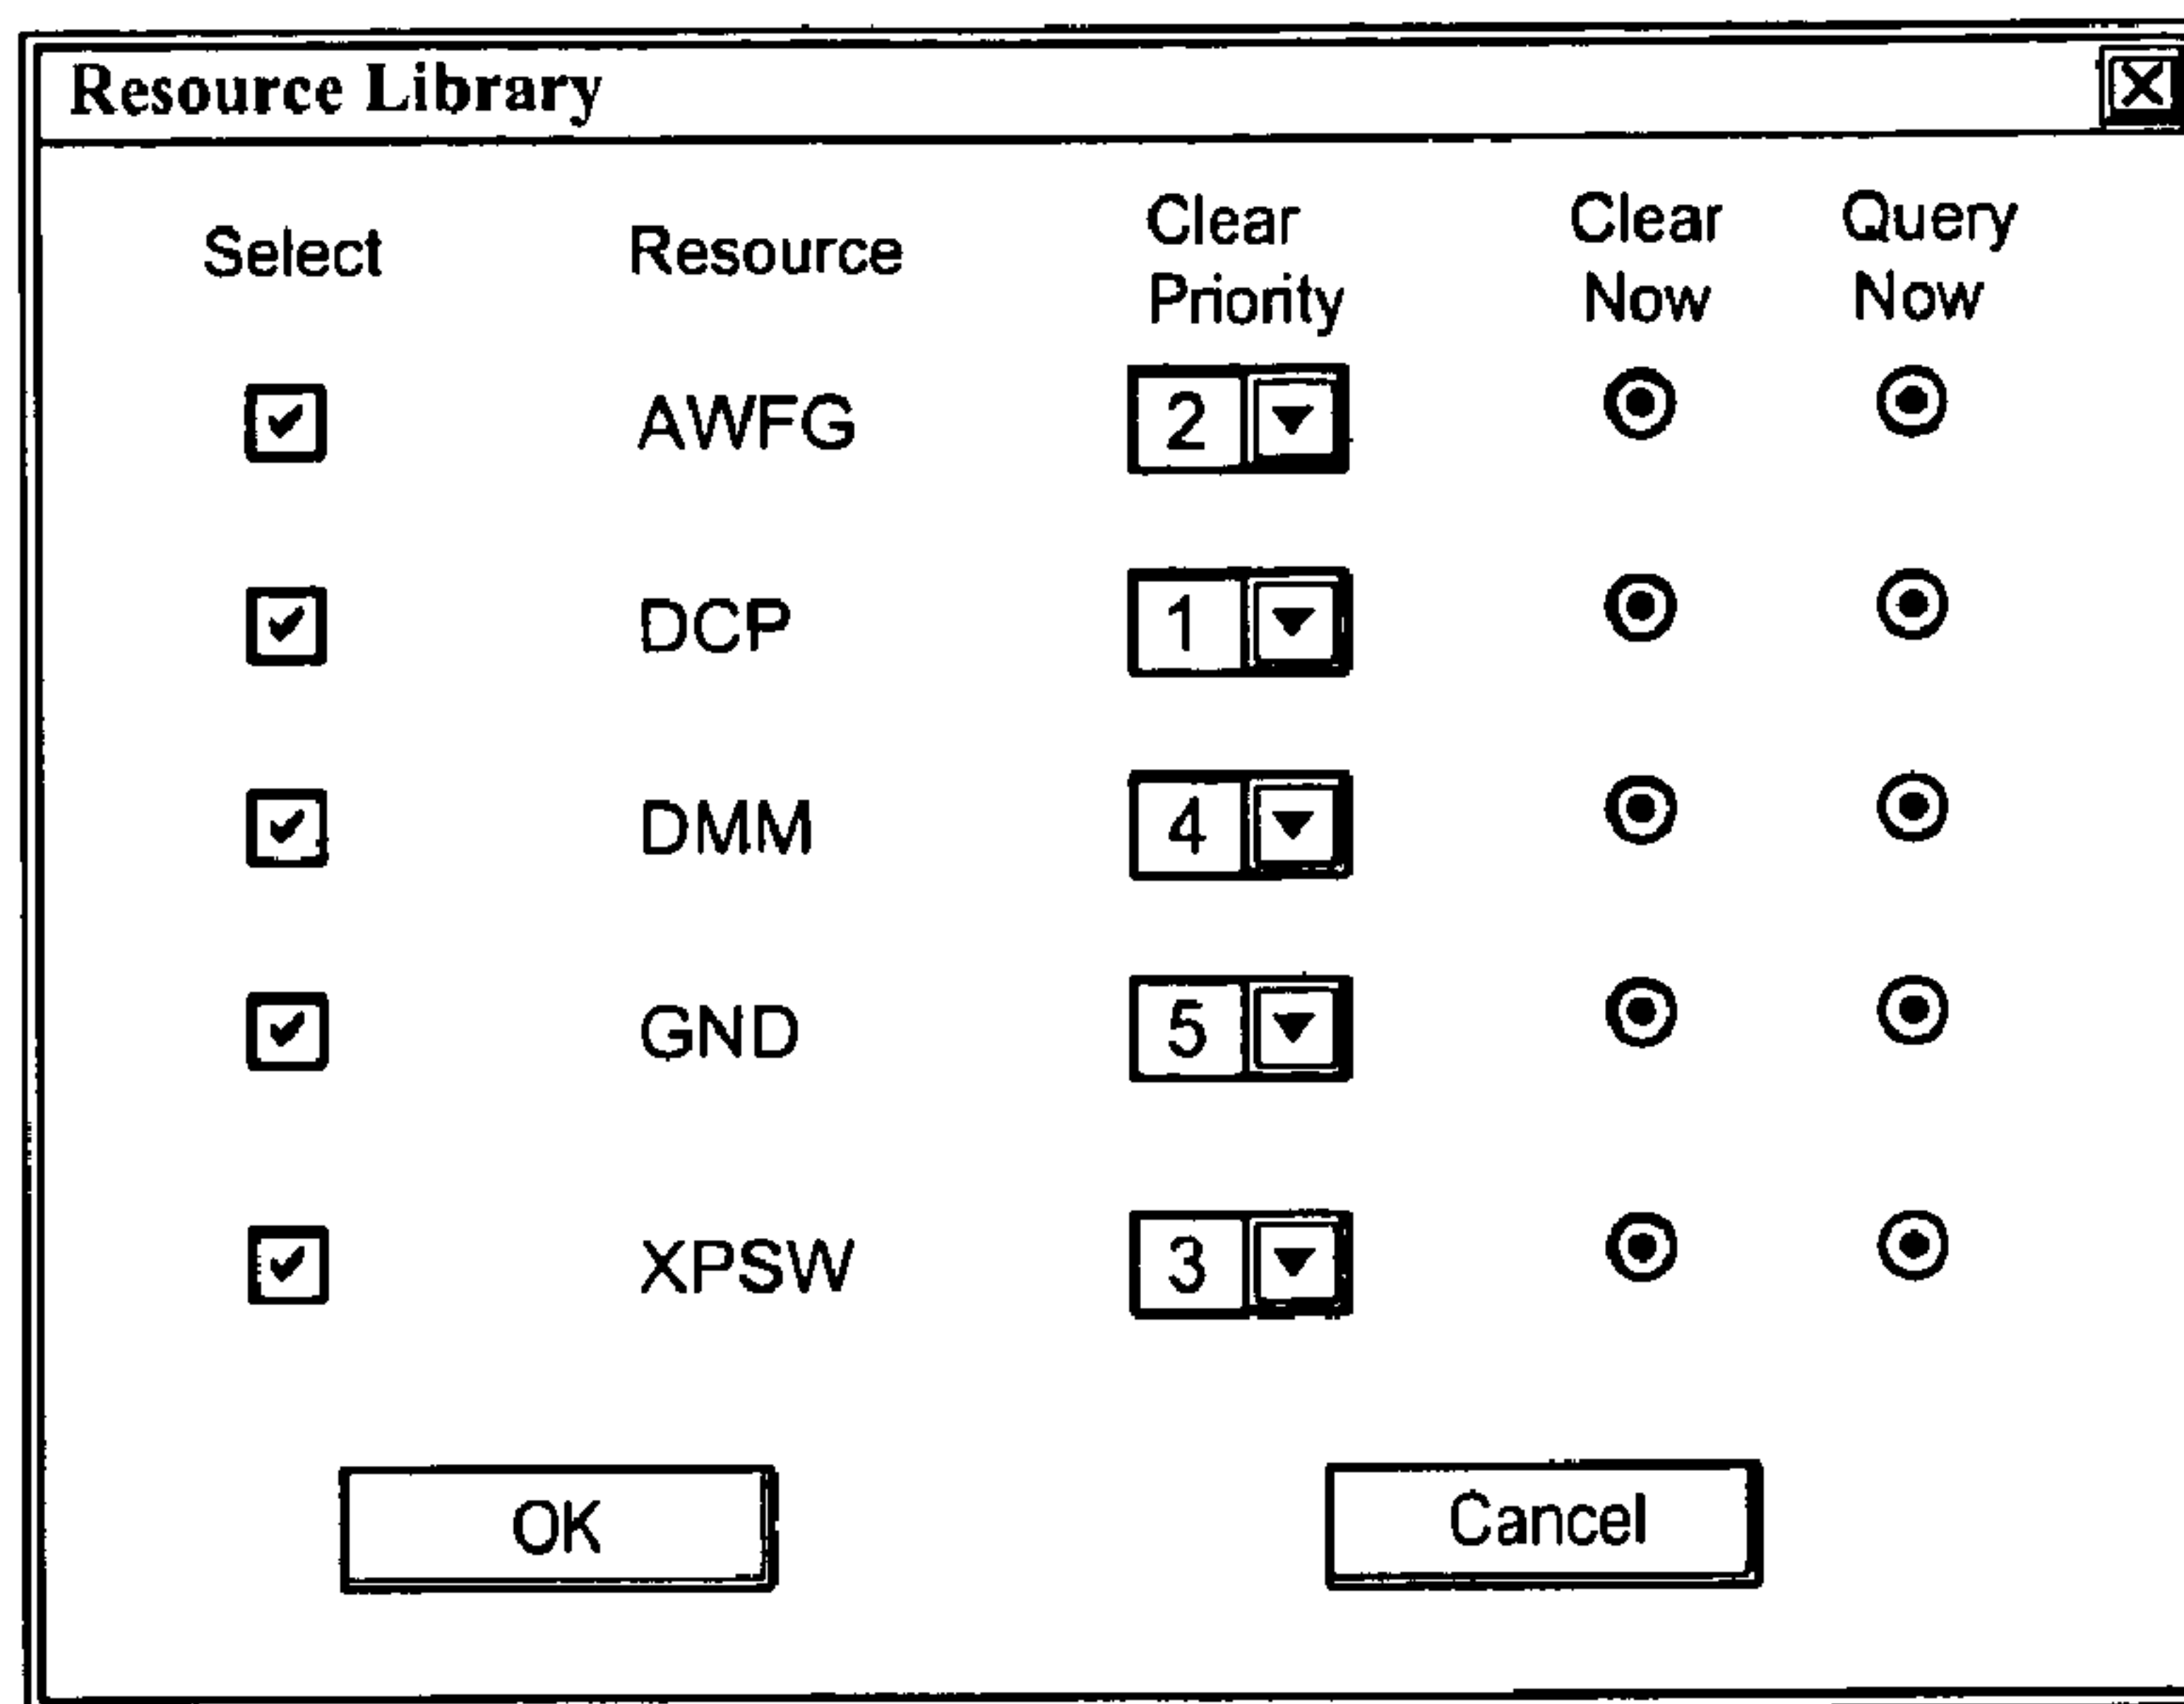 Resource Library
Select Resource Clear Priority Clear Now Query Now
AWFG 2
DCP 1
DMM 4
GND 5
XPSW 3
OK Cancel